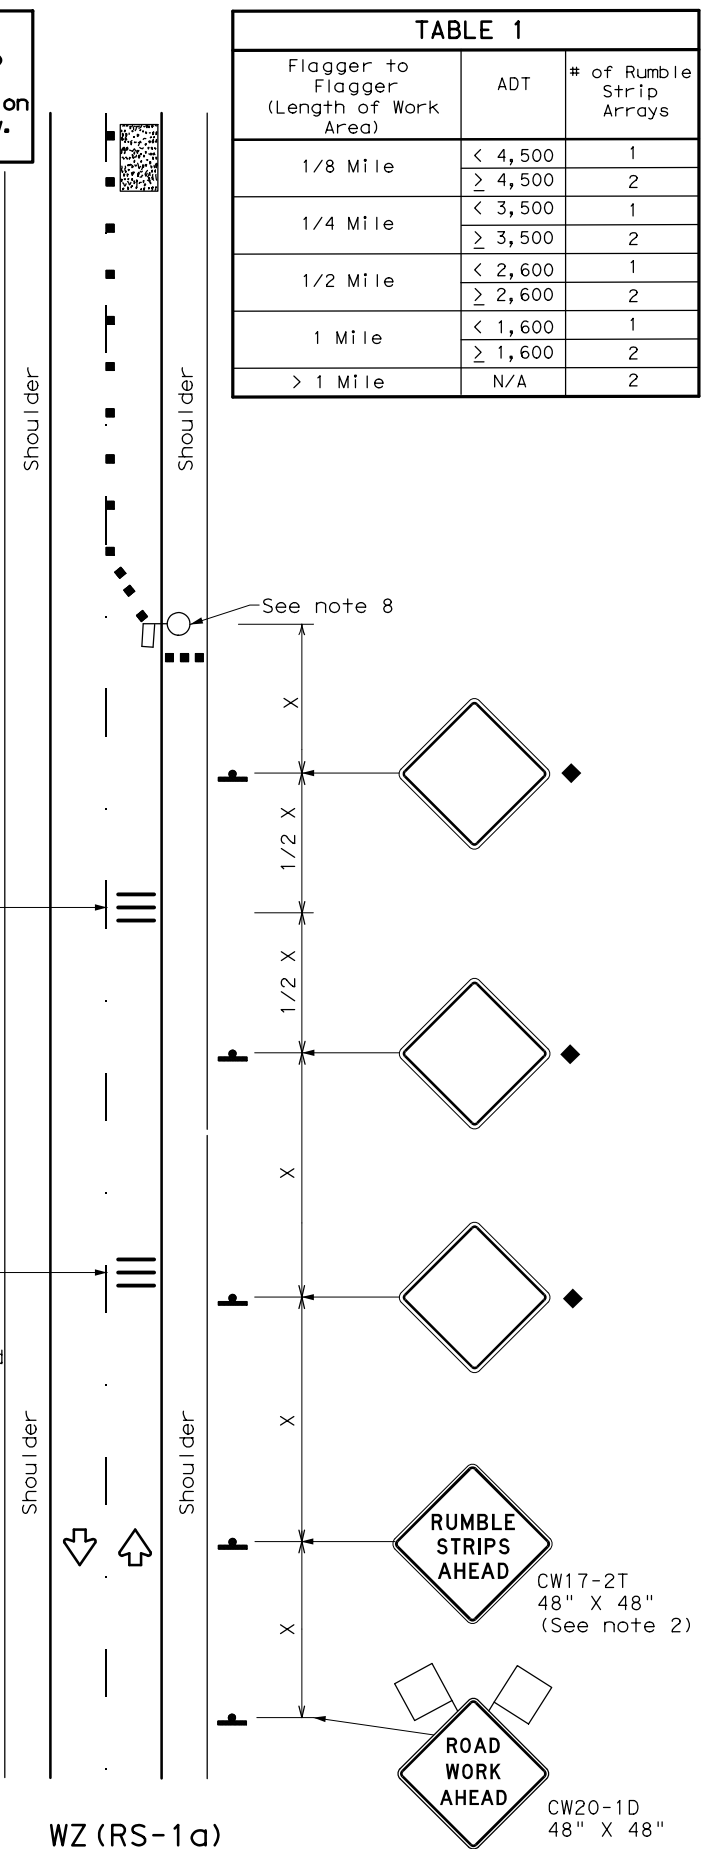 on
TABLE 1
Flagger to
Flagger
(Length of Work
Area)
ADT
# of Rumble
Strip
Arrays
1/8 Mile
< 4,500
1
≥ 4,500
2
1/4 Mile
< 3,500
1
≥ 3,500
2
1/2 Mile
< 2,600
1
≥ 2,600
2
1 Mile
< 1,600
1
≥ 1,600
2
> 1 Mile
N/A
2
Shoulder
Shoulder
See note 8
X
1/2 X
1/2 X
X
X
Shoulder
Shoulder
RUMBLE
STRIPS
AHEAD
CW17-2T
48" X 48"
(See note 2)
X
ROAD
WORK
AHEAD
CW20-1D
48" X 48"
WZ(RS-1a)